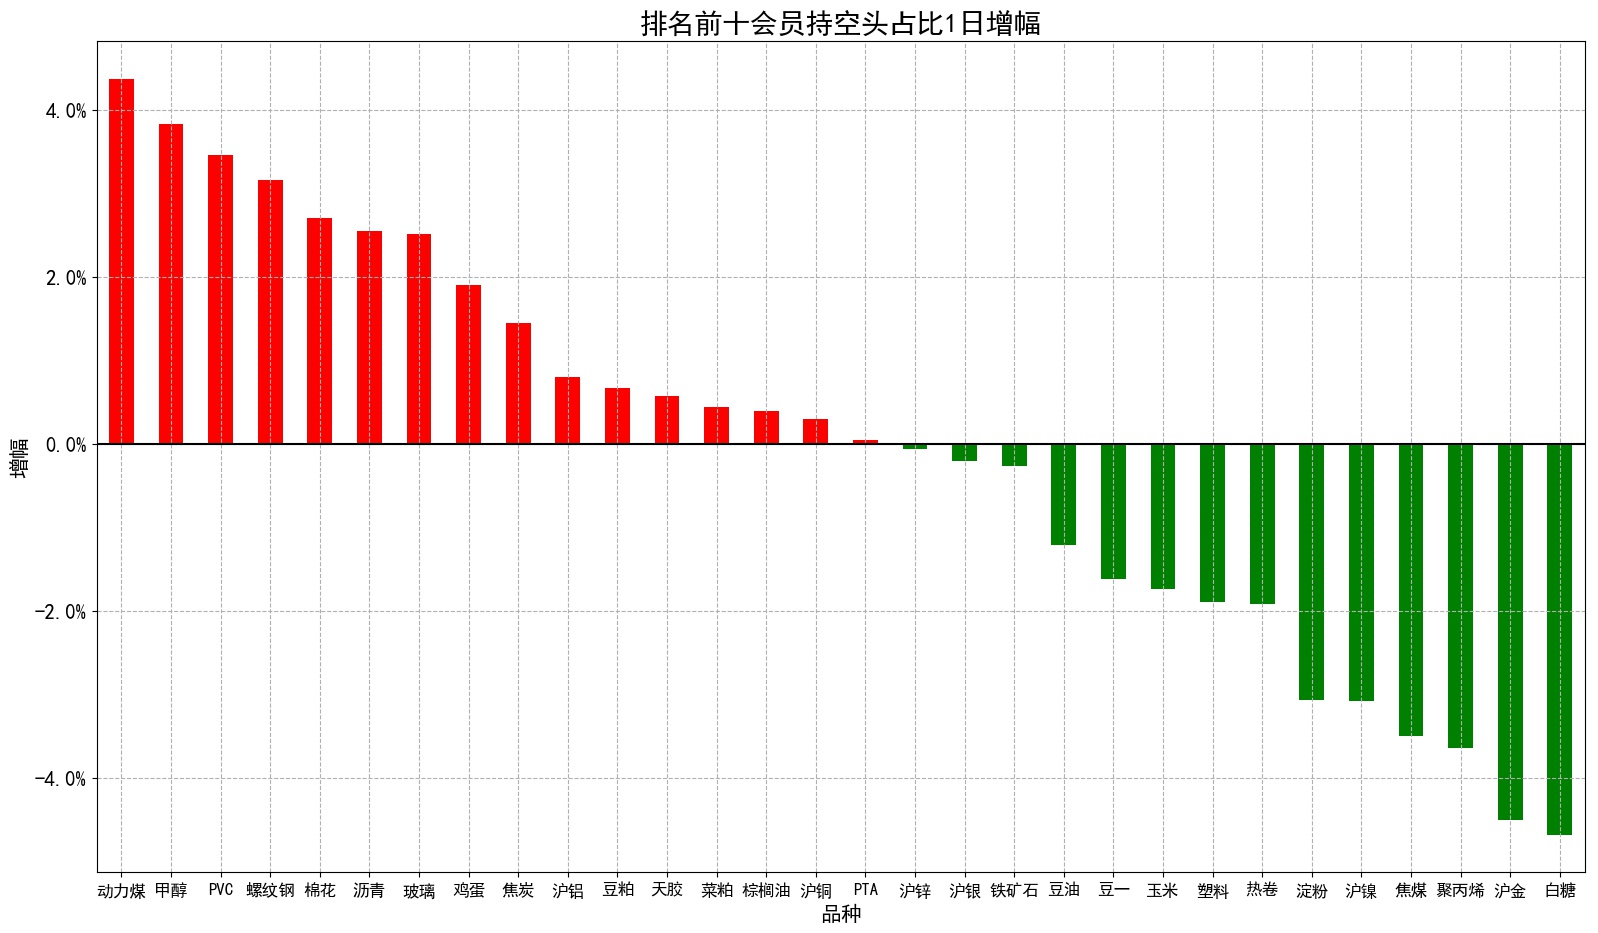 排名前十会员持空头占比1日增幅
4.0%
2.0%
0.0%
-2.0%
-4.0%
增幅
动力煤 甲醇 PVC 螺纹钢 棉花 沥青 玻璃 鸡蛋 焦炭 沪铝 豆粕 天胶 菜粕 棕榈油 沪铜 PTA 沪锌 沪银 铁矿石 豆油 豆一 玉米 塑料 热卷 淀粉 沪镍 焦煤 聚丙烯 沪金 白糖
品种